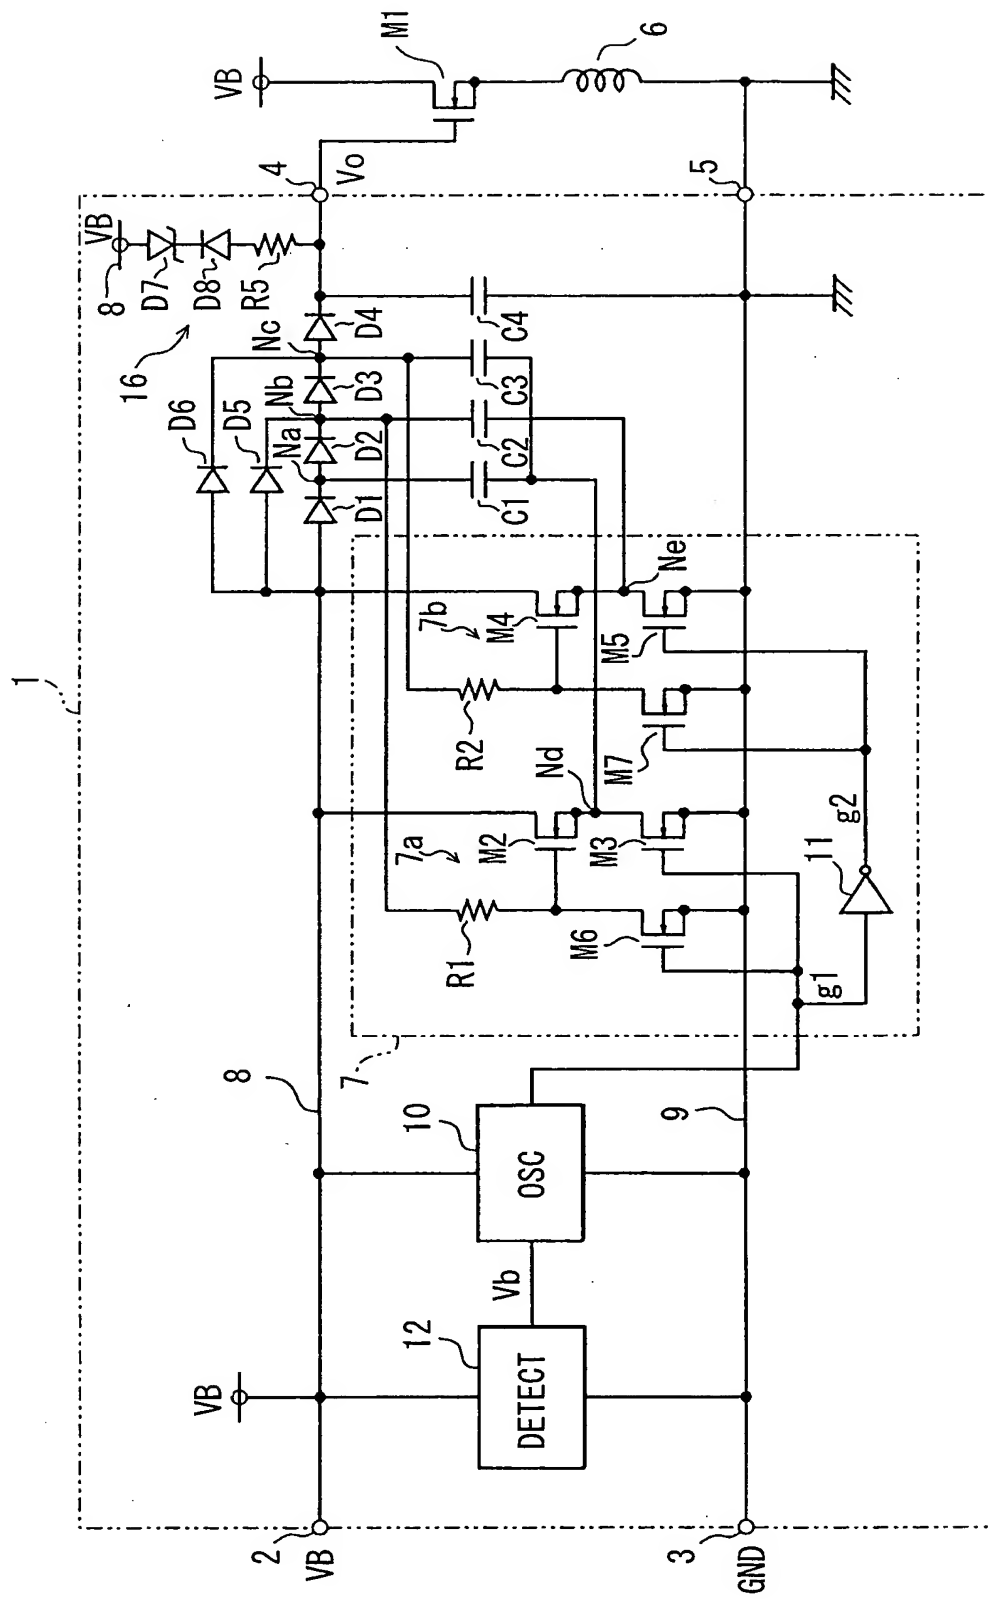 1
VB
M1
6
4
Vo
5
VB
8
D7
D8
R5
16
D6
D5
Nc
Nb
Na
D4
D3
D2
D1
C4
C3
C2
C1
Ne
7b
M4
M5
R2
M7
Nd
7a
M2
M3
R1
M6
g2
11
g1
7
8
9
10
OSC
Vb
12
DETECT
VB
2
VB
3
GND